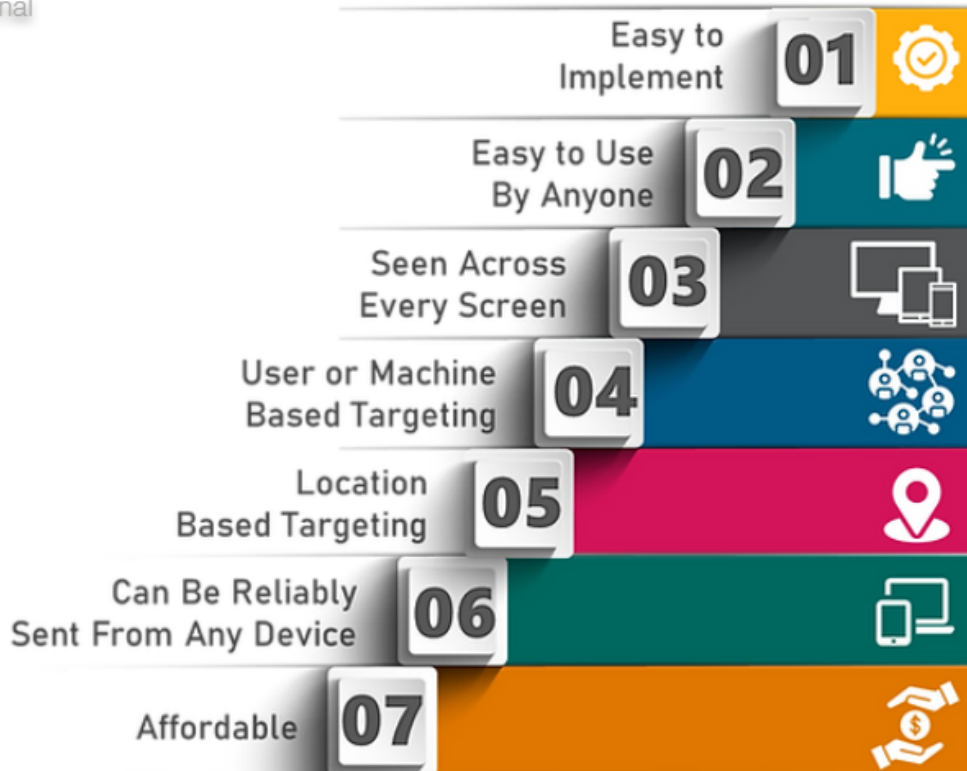 Easy to
Implement
01
Easy to Use
By Anyone
02
Seen Across
Every Screen
03
User or Machine
Based Targeting
04
Location
Based Targeting
05
Can Be Reliably
Sent From Any Device
06
Affordable
07
$